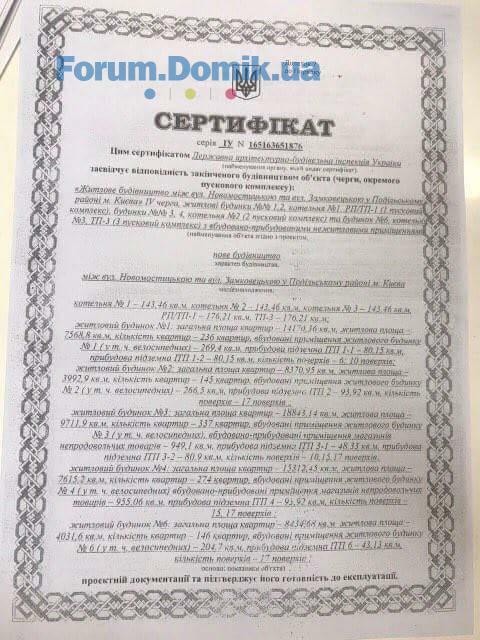 Forum.Domik.ua
Додаток 7
СЕРТИФІКАТ
серія ІУ N 165163651876
Цим сертифікатом Державна архітектурно-будівельна інспекція України
(найменування органу, який видав сертифікат)
засвідчує відповідність закінченого будівництвом об'єкта (черги, окремого
пускового комплексу):
«Житлове будівництво між вул. Новомостицькою та вул. Замковецькою у Подільському
районі м. Києва» IV черга, житлові будинки №№ 1,2, котельня №1, РП/ТП-1 (1 пусковий
комплекс), будинки №№ 3, 4, котельня №2 (2 пусковий комплекс) та будинок №6, котельня
№3, ТП-3 (3 пусковий комплекс) з вбудовано-прибудованими нежитловими приміщеннями
(найменування об'єкта згідно з проектом,
нове будівництво
характер будівництва,
між вул. Новомостицькою та вул. Замковецькою у Подільському районі м. Києва
місцезнаходження,
котельня № 1 – 143,46 кв.м, котельня № 2 – 143,46 кв.м, котельня № 3 – 143,46 кв.м,
РП/ТП-1 – 176,21 кв.м, ТП-3 – 176,21 кв.м;
житловий будинок №1: загальна площа квартир – 14170,36 кв.м, житлова площа –
7568,8 кв.м, кількість квартир – 236 квартир, вбудовані приміщення житлового будинку
№ 1 ( у т. ч. велосипедних) – 269,4 кв.м, прибудова підземна ІТП 1-1 – 80,15 кв.м,
прибудова підземна ІТП 1-2 – 80,15 кв.м, кількість поверхів – 6; 10 поверхів;
житловий будинок №2: загальна площа квартир – 8370,95 кв.м, житлова площа –
3992,9 кв.м, кількість квартир – 145 квартир, вбудовані приміщення житлового будинку
№ 2 ( у т. ч. велосипедних) – 266,5 кв.м, прибудова підземна ІТП 2 – 93,92 кв.м, кількість
поверхів – 17 поверхів ;
житловий будинок №3: загальна площа квартир – 18843,14 кв.м, житлова площа –
9711,9 кв.м, кількість квартир – 337 квартир, вбудовані приміщення житлового будинку
№ 3 ( у т. ч. велосипедних), вбудовано-прибудовані приміщення магазинів
непродовольчих товарів – 949,1 кв.м, прибудова підземна ІТП 3-1 – 48,33 кв.м, прибудова
підземна ІТП 3-2 – 80,9 кв.м, кількість поверхів – 10,15,17 поверхів,
житловий будинок №4: загальна площа квартир – 15312,45 кв.м, житлова площа –
7615,2 кв.м, кількість квартир – 274 квартир, вбудовані приміщення житлового будинку
№ 4 ( у т. ч. велосипедних) вбудовано-прибудовані приміщення магазинів непродовольчих
товарів – 955,06 кв.м, прибудова підземна ІТП 4 – 93,92 кв.м, кількість поверхів –
15, 17 поверхів ;
житловий будинок №6: загальна площа квартир – 8434,68 кв.м, житлова площа –
4031,6 кв.м, кількість квартир – 146 квартир, вбудовані приміщення житлового будинку
№ 6 ( у т. ч. велосипедних) – 204,7 кв.м, прибудова підземна ІТП 6 – 43,13 кв.м,
кількість поверхів – 17 поверхів ;
основні показники об'єкта)
проектній документації та підтверджує його готовність до експлуатації.